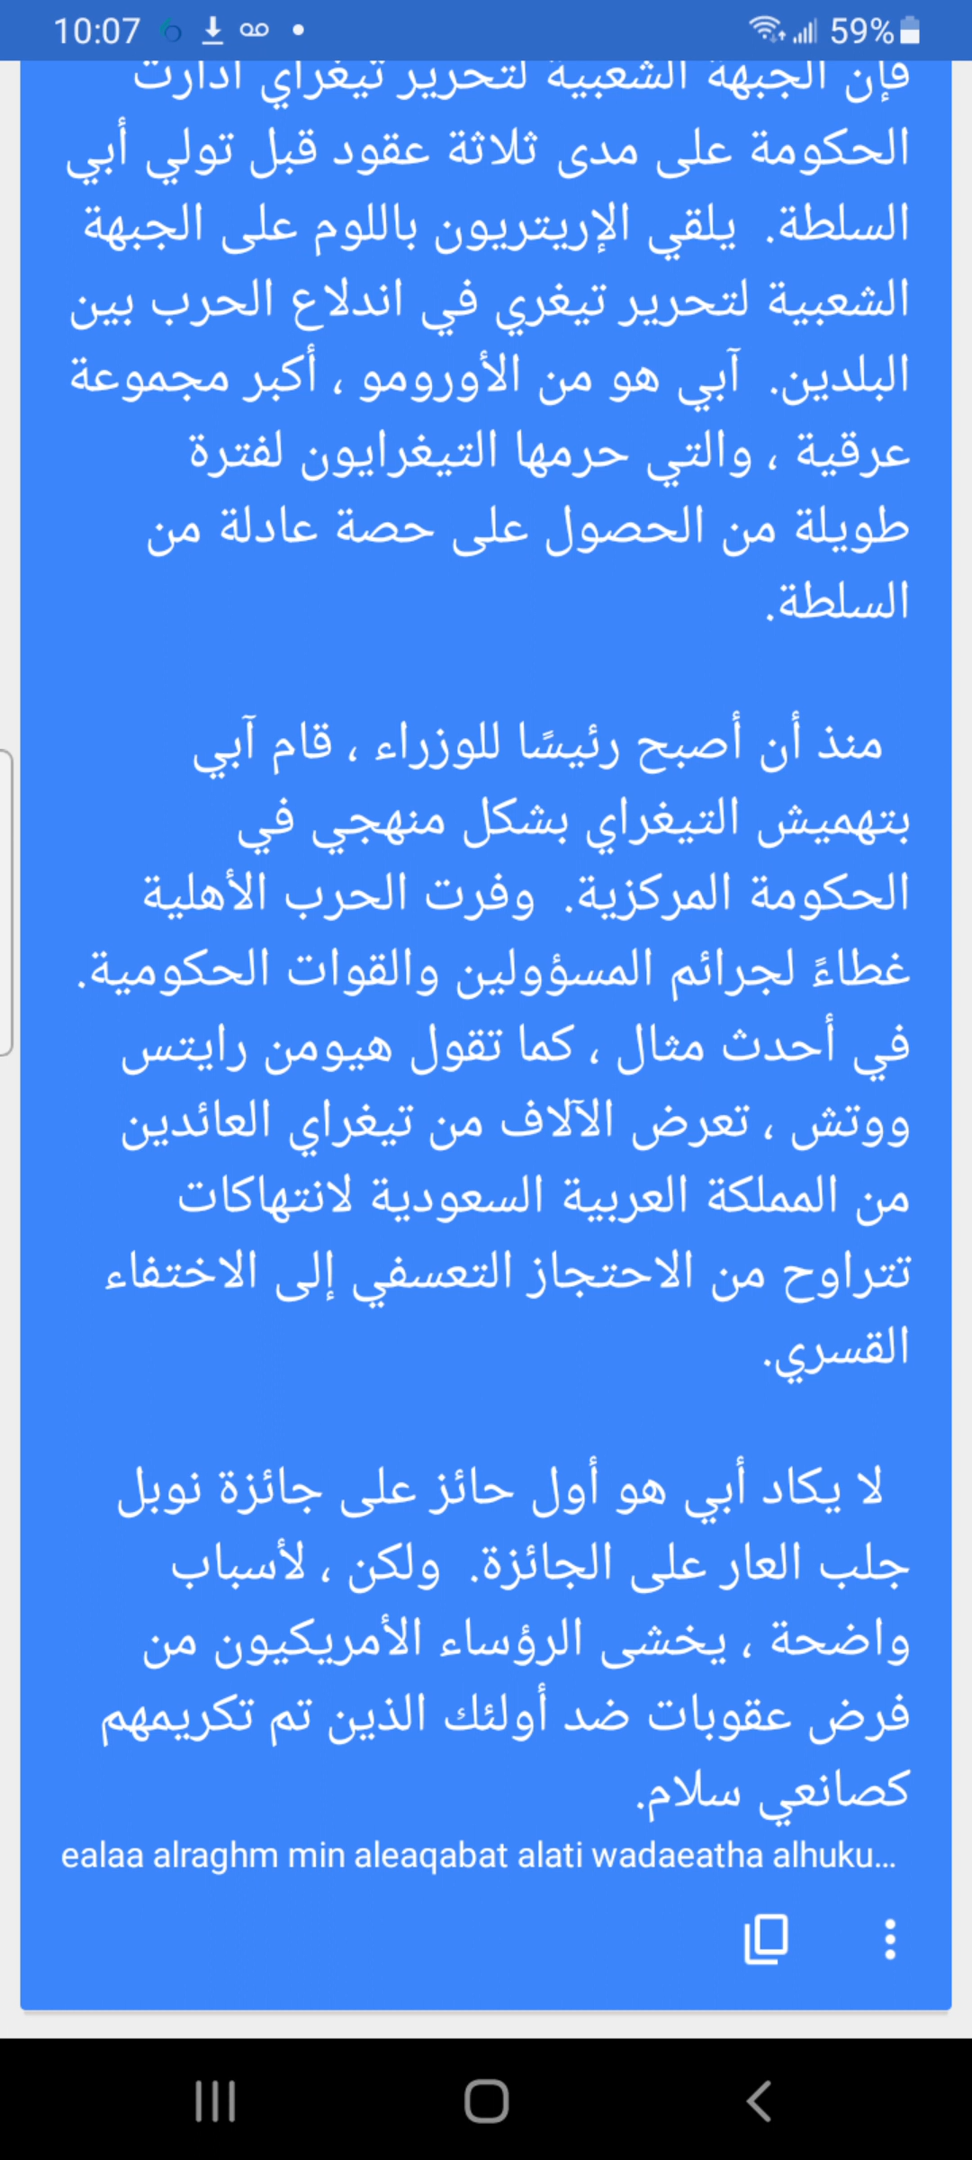 10:07
59%
فإن الجبهة الشعبية لتحرير تيغراي أدارت
الحكومة على مدى ثلاثة عقود قبل تولي أبي
السلطة. يلقي الإريتريون باللوم على الجبهة
الشعبية لتحرير تيغري في اندلاع الحرب بين
البلدين. آبي هو من الأورومو ، أكبر مجموعة
عرقية ، والتي حرمها التيغرايون لفترة
طويلة من الحصول على حصة عادلة من
السلطة.
منذ أن أصبح رئيسًا للوزراء ، قام آبي
بتهميش التيغراي بشكل منهجي في
الحكومة المركزية. وفرت الحرب الأهلية
غطاءً لجرائم المسؤولين والقوات الحكومية.
في أحدث مثال ، كما تقول هيومن رايتس
ووتش ، تعرض الآلاف من تيغراي العائدين
من المملكة العربية السعودية لانتهاكات
تتراوح من الاحتجاز التعسفي إلى الاختفاء
القسري.
لا يكاد أبي هو أول حائز على جائزة نوبل
جلب العار على الجائزة. ولكن ، لأسباب
واضحة ، يخشى الرؤساء الأمريكيون من
فرض عقوبات ضد أولئك الذين تم تكريمهم
كصانعي سلام.
ealaa alraghm min aleaqabat alati wadaeatha alhuku...